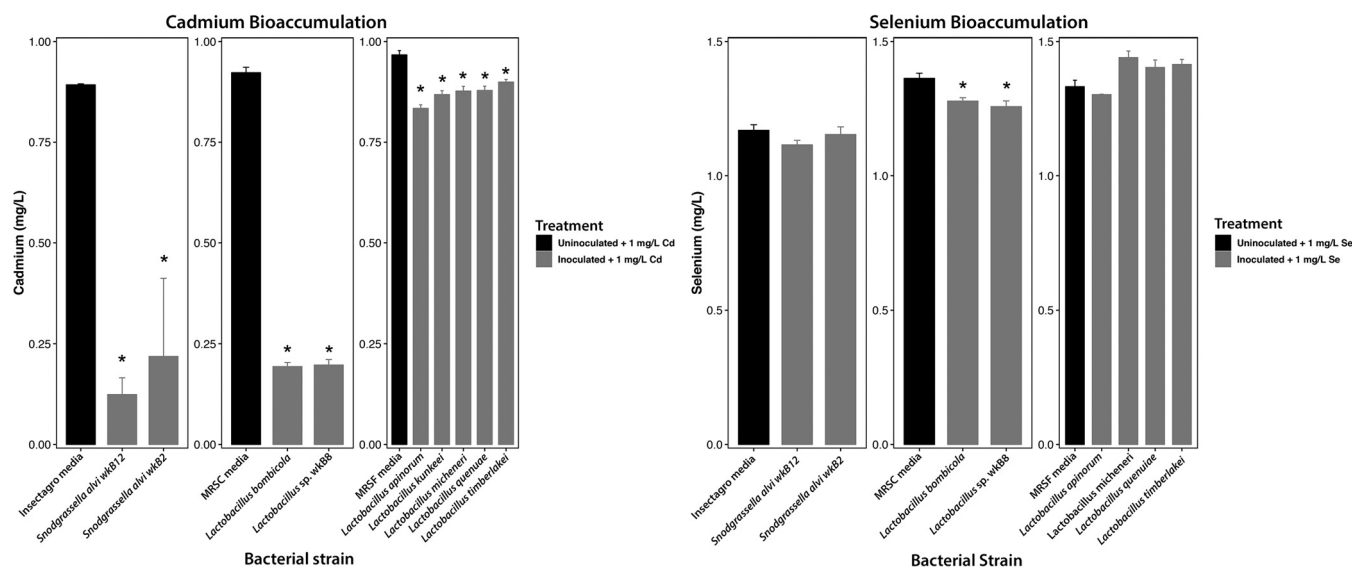 Cadmium Bioaccumulation
Cadmium (mg/L)
1.00
0.75
0.50
0.25
0.00
1.00
0.75
0.50
0.25
0.00
1.00
0.75
0.50
0.25
0.00
*
*
*
*
*
*
*
*
*
Insectagro media
Snodgrassella alvi wkB12
Snodgrassella alvi wkB2
MRSC media
Lactobacillus bombicola
Lactobacillus sp. wkB8
MRSF media
Lactobacillus apinorum
Lactobacillus kunkeei
Lactobacillus micheneri
Lactobacillus quenuae
Lactobacillus timberlakei
Bacterial strain
Treatment
Uninoculated + 1 mg/L Cd
Inoculated + 1 mg/L Cd
Selenium Bioaccumulation
Selenium (mg/L)
1.5
1.0
0.5
0.0
1.5
1.0
0.5
0.0
1.5
1.0
0.5
0.0
*
*
Insectagro media
Snodgrassella alvi wkB12
Snodgrassella alvi wkB2
MRSC media
Lactobacillus bombicola
Lactobacillus sp. wkB8
MRSF media
Lactobacillus apinorum
Lactobacillus micheneri
Lactobacillus quenuiae
Lactobacillus timberlakei
Bacterial Strain
Treatment
Uninoculated + 1 mg/L Se
Inoculated + 1 mg/L Se